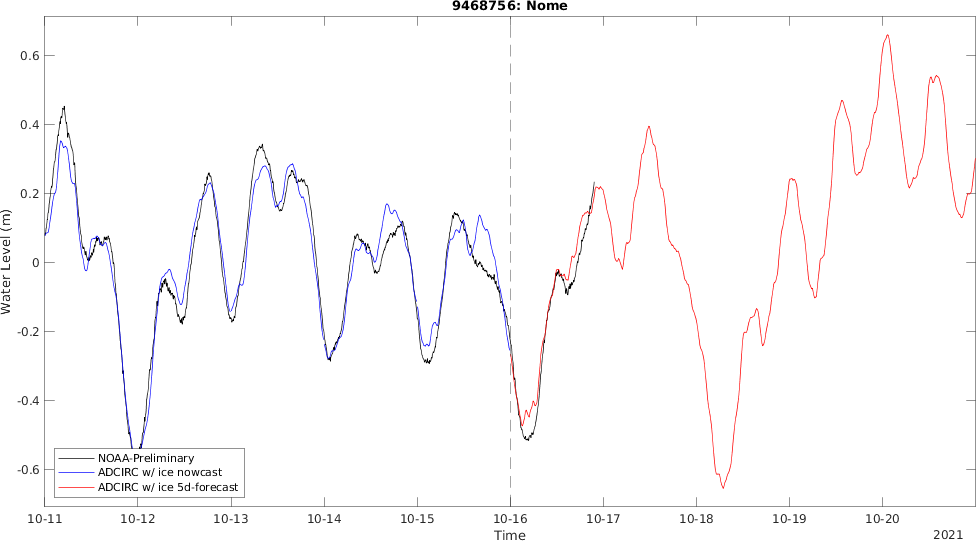 9468756: Nome
Water Level (m)
0.6
0.4
0.2
0
-0.2
-0.4
-0.6
NOAA-Preliminary
ADCIRC w/ ice nowcast
ADCIRC w/ ice 5d-forecast
10-11 10-12 10-13 10-14 10-15 10-16 10-17 10-18 10-19 10-20
Time
2021